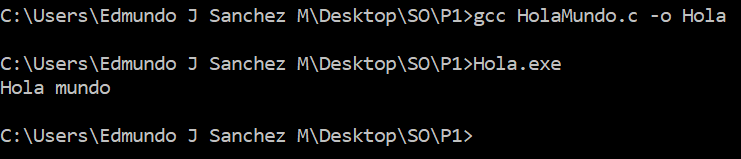 C:\Users\Edmundo J Sanchez M\Desktop\SO\P1>gcc HolaMundo.c -o Hola
C:\Users\Edmundo J Sanchez M\Desktop\SO\P1>Hola.exe
Hola mundo
C:\Users\Edmundo J Sanchez M\Desktop\SO\P1>